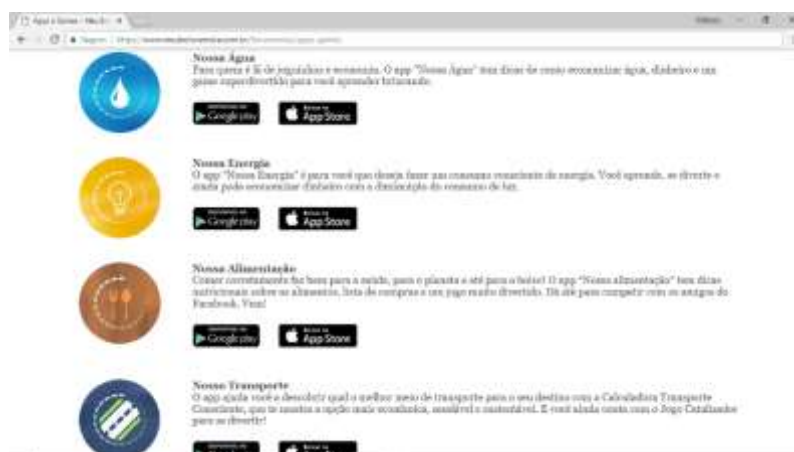 Nossa Água
Para quem é fã de joguinhos e economia. O app "Nossa Água" tem dicas de como economizar água, dinheiro e um
game superdivertido para você aprender brincando.
Google play
App Store
Nossa Energia
O app "Nossa Energia" é para você que deseja fazer um consumo consciente de energia. Você aprende, se diverte e
ainda pode economizar dinheiro com a diminuição do consumo de luz.
Google play
App Store
Nossa Alimentação
Comer corretamente faz bem para a saúde, para o planeta e até para o bolso! O app "Nossa alimentação" tem dicas
nutricionais sobre os alimentos, lista de compras e um jogo muito divertido. Dá até para competir com os amigos do
Facebook. Vem!
Google play
App Store
Nosso Transporte
O app ajuda você a descobrir qual o melhor meio de transporte para o seu destino com a Calculadora Transporte
Consciente, que te mostra a opção mais econômica, saudável e sustentável. E você ainda conta com o Jogo
para se divertir!